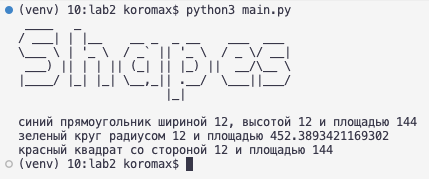 (venv) 10:lab2 koromax$ python3 main.py
Shapes
синий прямоугольник шириной 12, высотой 12 и площадью 144
зеленый круг радиусом 12 и площадью 452.3893421169302
красный квадрат со стороной 12 и площадью 144
(venv) 10:lab2 koromax$